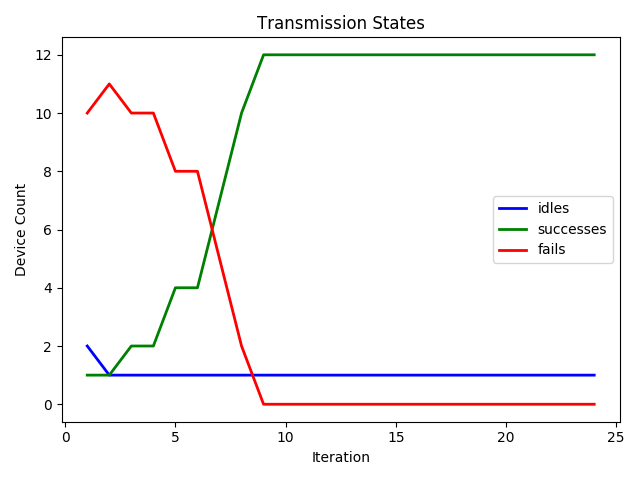 Transmission States
Device Count
12
10
8
6
4
2
0
idles
successes
fails
0 5 10 15 20 25
Iteration